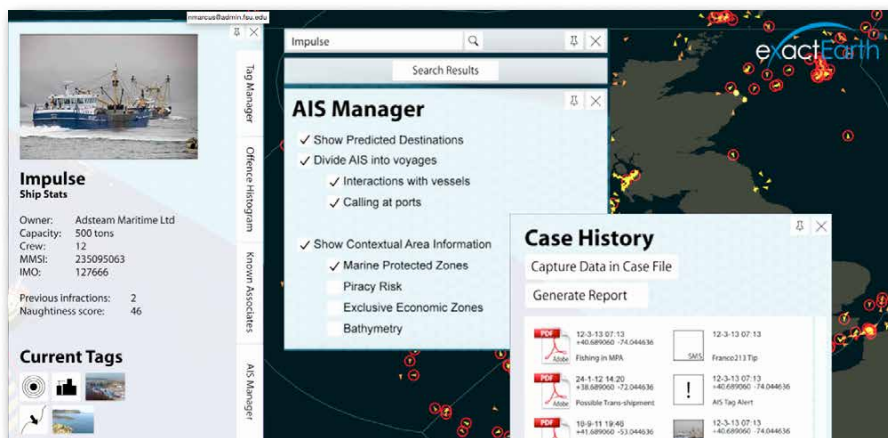 nmarcus@admin.fsu.edu
exactEarth
Impulse
Search Results
AIS Manager
Show Predicted Destinations
Divide AIS into voyages
Interactions with vessels
Calling at ports
Show Contextual Area Information
Marine Protected Zones
Piracy Risk
Exclusive Economic Zones
Bathymetry
Tag Manager
Offence Histogram
Known Associates
AIS Manager
Impulse
Ship Stats
Owner: Adsteam Maritime Ltd
Capacity: 500 tons
Crew: 12
MMSI: 235095063
IMO: 127666
Previous infractions: 2
Naughtiness score: 46
Current Tags
Case History
Capture Data in Case File
Generate Report
PDF
Adobe
12-3-13 07:13
+40.689060 -74.044636
Fishing in MPA
SMS
12-3-13 07:13
Franco213 Tip
PDF
Adobe
24-1-12 14:20
+38.689060 -72.044636
Possible Trans-shipment
!
12-3-13 07:13
+40.689060 -74.044636
AIS Tag Alert
PDF
10-9-11 19:46
+41.689060 -53.044636
12-3-13 07:13
+40.689060 -74.044636